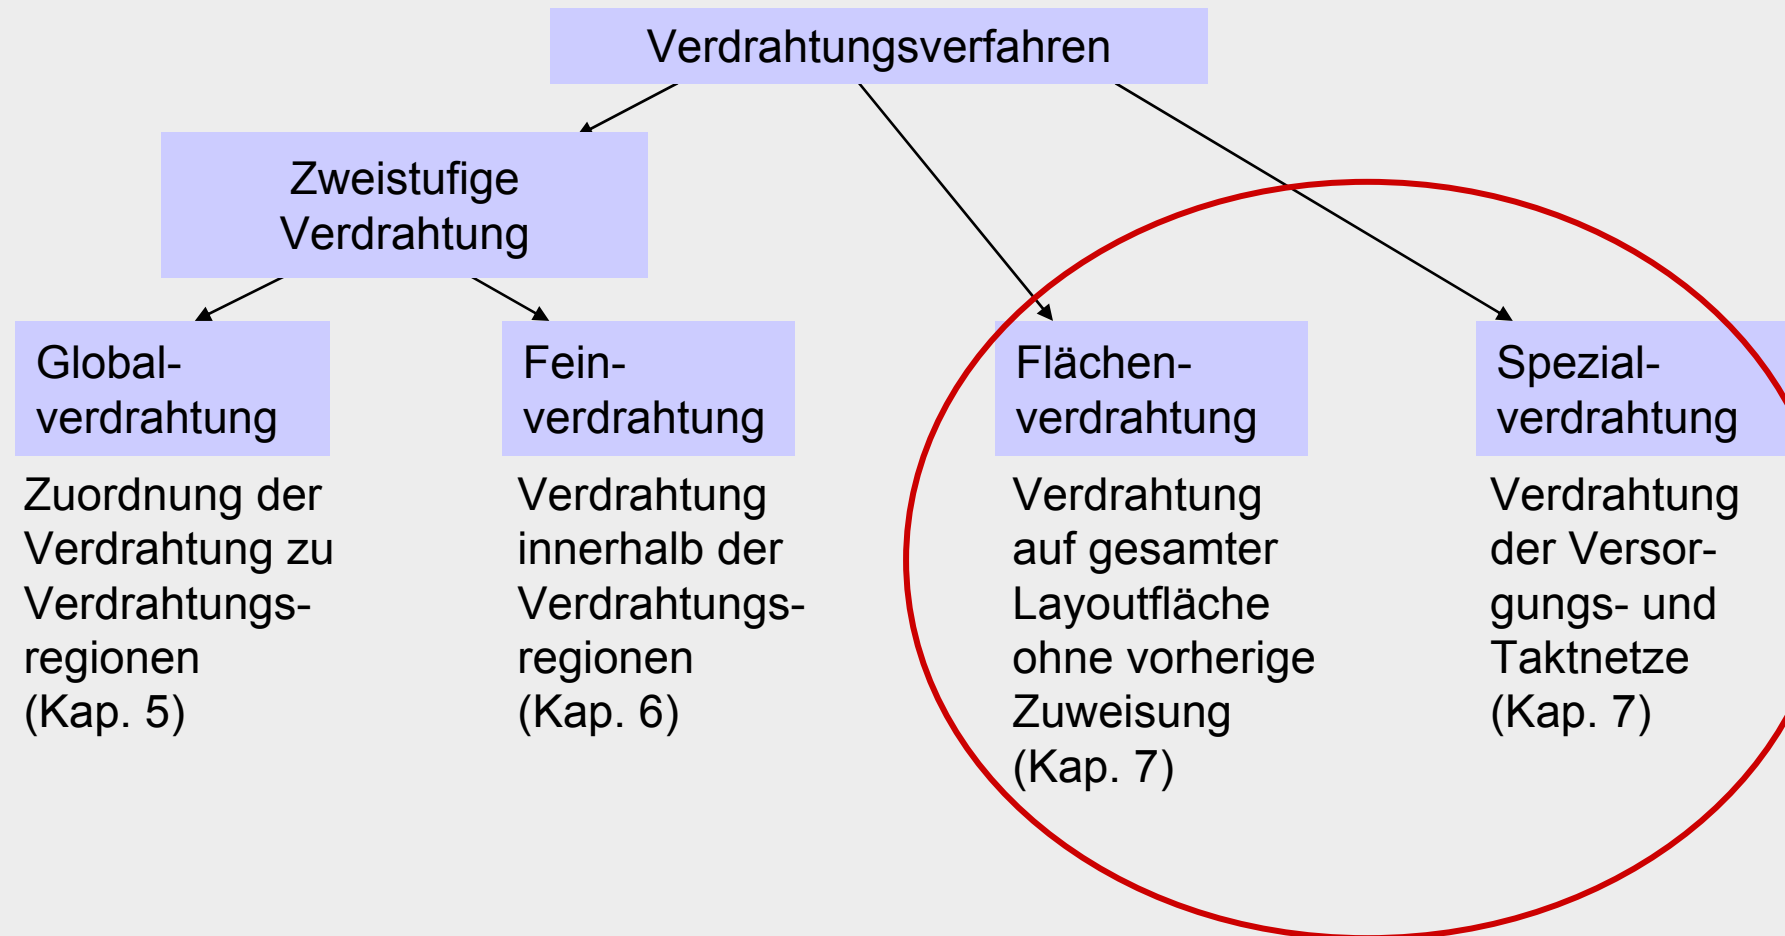 Verdrahtungsverfahren
Zweistufige
Verdrahtung
Global-
verdrahtung
Zuordnung der
Verdrahtung zu
Verdrahtungs-
regionen
(Kap. 5)
Fein-
verdrahtung
Verdrahtung
innerhalb der
Verdrahtungs-
regionen
(Kap. 6)
Flächen-
verdrahtung
Verdrahtung
auf gesamter
Layoutfläche
ohne vorherige
Zuweisung
(Kap. 7)
Spezial-
verdrahtung
Verdrahtung
der Versor-
gungs- und
Taktnetze
(Kap. 7)